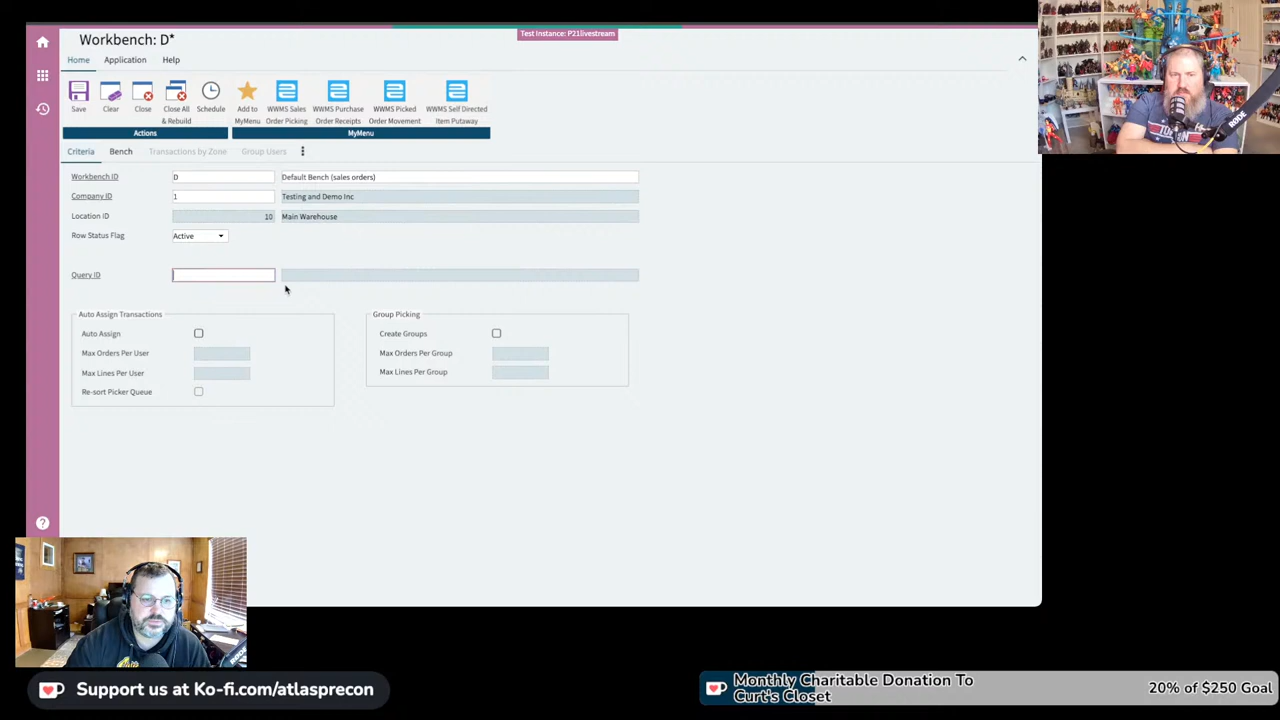 Test Instance: P21livestream
Workbench: D*
Home
Application
Help
Save
Clear
Close
Close All
& Rebuild
Schedule
Add to
MyMenu
WWMS Sales
Order Picking
WWMS Purchase
Order Receipts
WWMS Picked
Order Movement
WWMS Self Directed
Item Putaway
Actions
MyMenu
Criteria
Bench
Transactions by Zone
Group Users
Workbench ID
D
Default Bench (sales orders)
Company ID
1
Testing and Demo Inc
Location ID
10
Main Warehouse
Row Status Flag
Active
Query ID
Auto Assign Transactions
Auto Assign
Max Orders Per User
Max Lines Per User
Re-sort Picker Queue
Group Picking
Create Groups
Max Orders Per Group
Max Lines Per Group
RØDE
Support us at Ko-fi.com/atlasprecon
Monthly Charitable Donation To
Curt's Closet
20% of $250 Goal